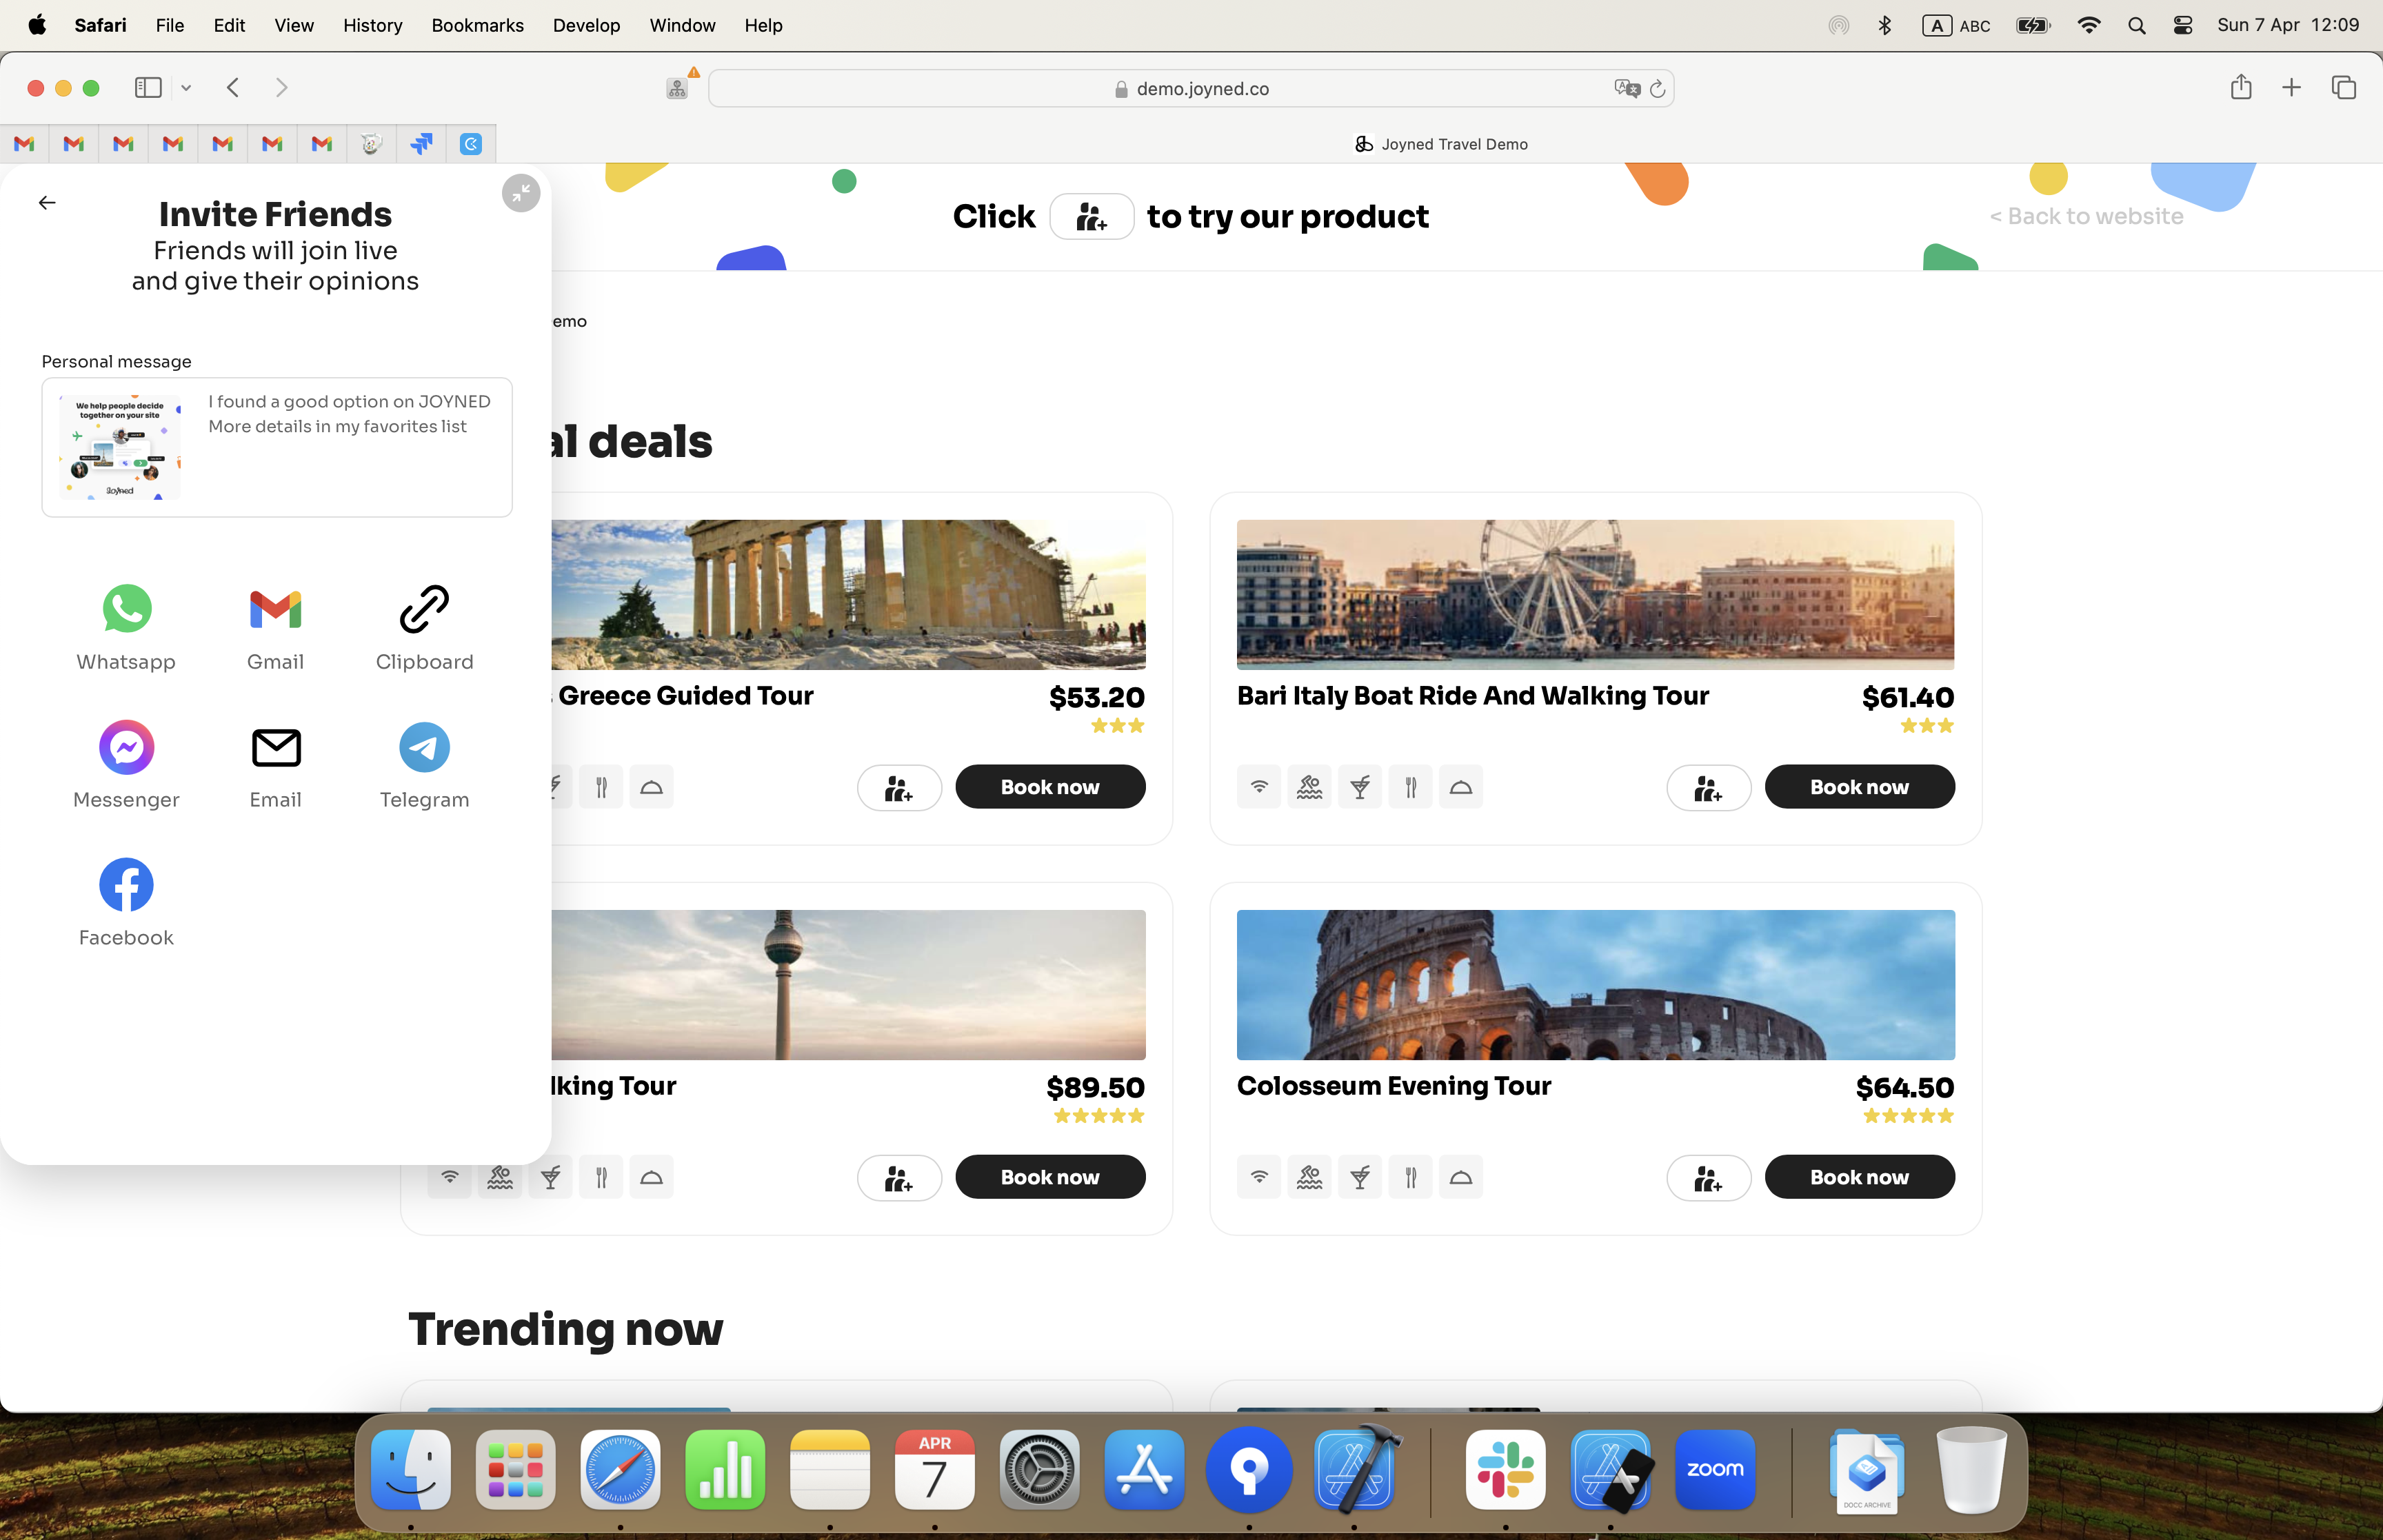 Safari File Edit View History Bookmarks Develop Window Help
A ABC Sun 7 Apr 12:09
demo.joyned.co
Joyned Travel Demo
Click to try our product
< Back to website
Invite Friends
Friends will join live
and give their opinions
emo
Personal message
We help people decide
together on your site
Joyned
I found a good option on JOYNED
More details in my favorites list
Whatsapp
Gmail
Clipboard
Messenger
Email
Telegram
Facebook
al deals
Greece Guided Tour
$53.20
Book now
Bari Italy Boat Ride And Walking Tour
$61.40
Book now
lking Tour
$89.50
Book now
Colosseum Evening Tour
$64.50
Book now
Trending now
APR
7
zoom
DOCC ARCHIVE